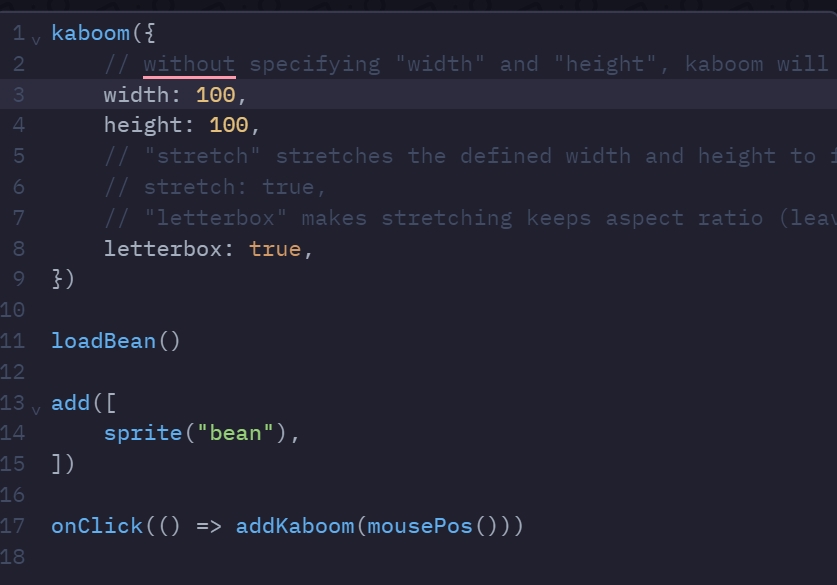 1 kaboom({
2 // without specifying "width" and "height", kaboom will
3 width: 100,
4 height: 100,
5 // "stretch" stretches the defined width and height to
6 // stretch: true,
7 // "letterbox" makes stretching keeps aspect ratio
8 letterbox: true,
9 })
10
11 loadBean()
12
13 add([
14 sprite("bean"),
15 ])
16
17 onClick(() => addKaboom(mousePos()))
18